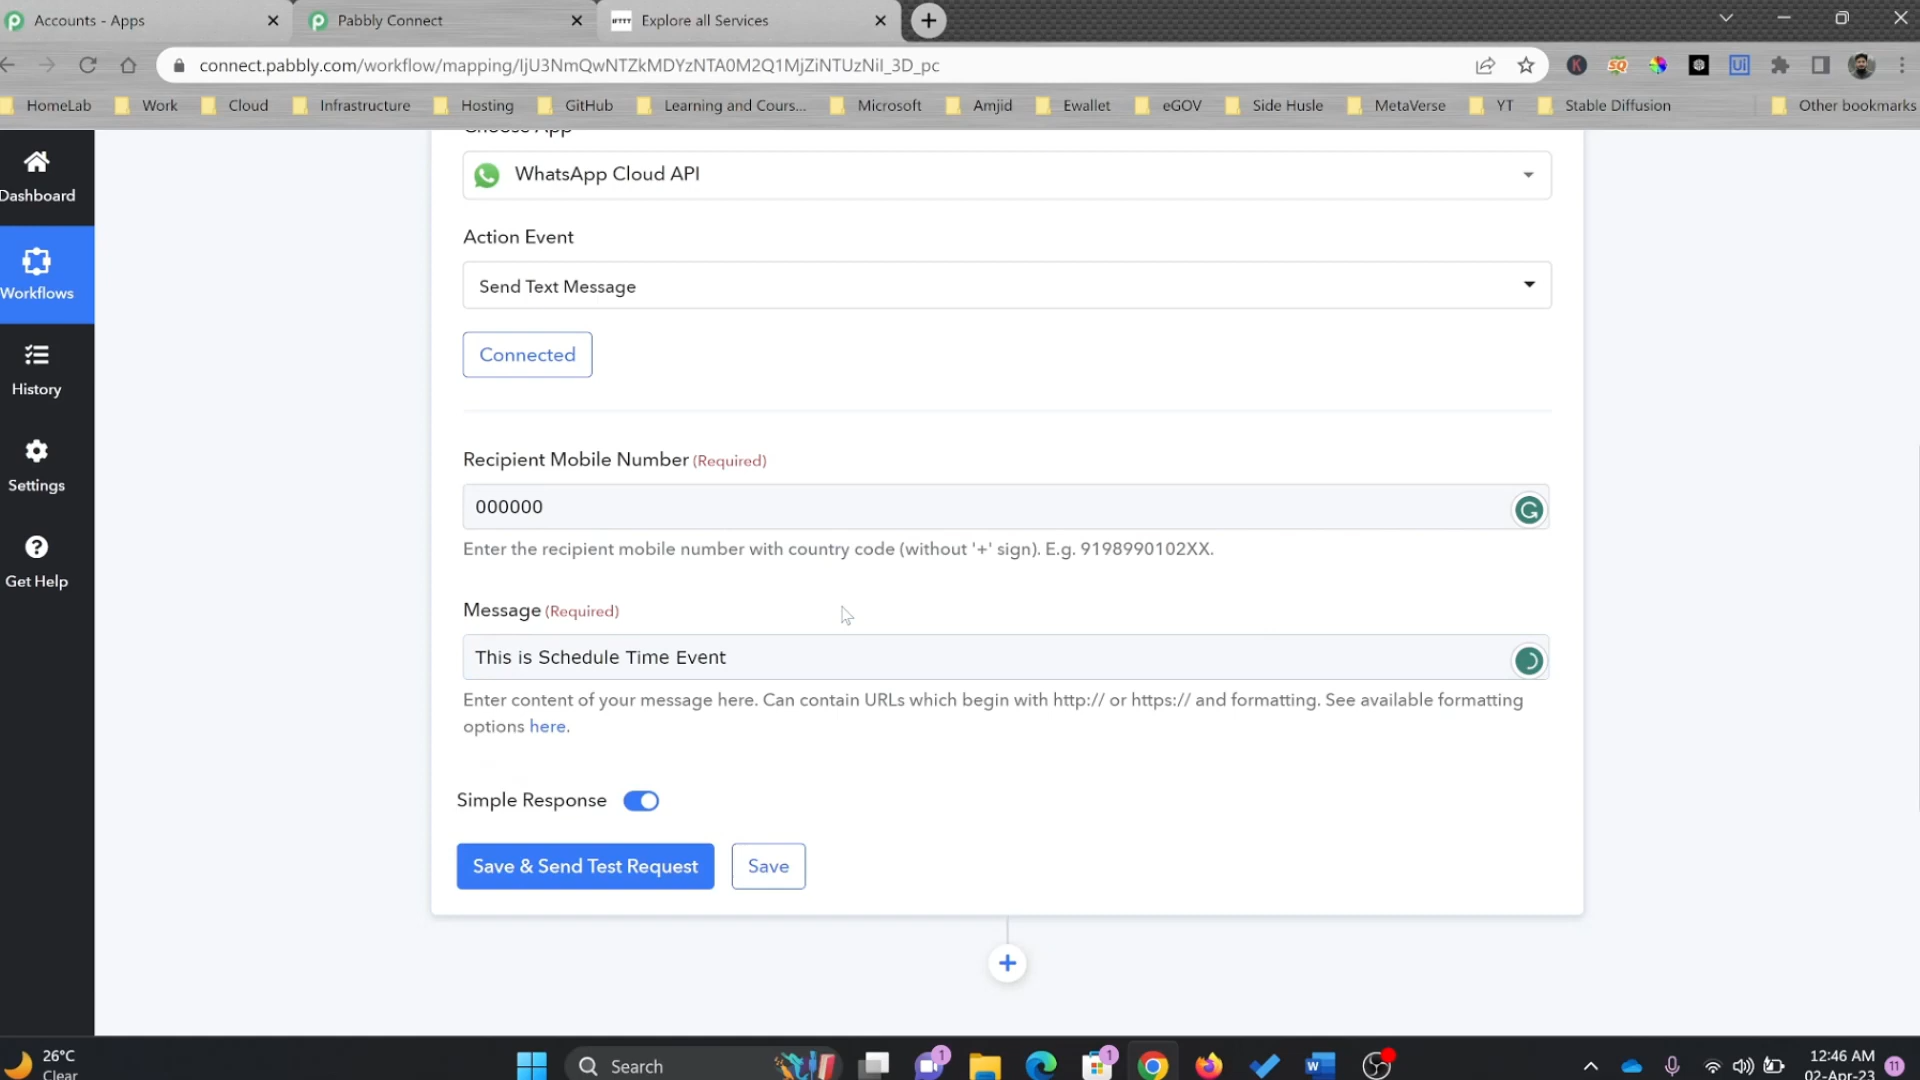 Accounts - Apps
Pabbly Connect
IFTTT Explore all Services
connect.pabbly.com/workflow/mapping/IjU3NmQwNTZkMDYzNTA0M2Q1MjZiNTUzNiI_3D_pc
HomeLab Work Cloud Infrastructure Hosting GitHub Learning and Cours... Microsoft Amjid Ewallet eGOV Side Husle MetaVerse YT Stable Diffusion Other bookmarks
Choose App
WhatsApp Cloud API
Dashboard
Action Event
Send Text Message
Workflows
Connected
History
Recipient Mobile Number (Required)
Settings
000000
Enter the recipient mobile number with country code (without '+' sign). E.g. 9198990102XX.
Get Help
Message (Required)
This is Schedule Time Event
Enter content of your message here. Can contain URLs which begin with http:// or https:// and formatting. See available formatting
options here.
Simple Response
Save & Send Test Request
Save
26°C
Clear
Search
1
1
12:46 AM
02-Apr-23
11